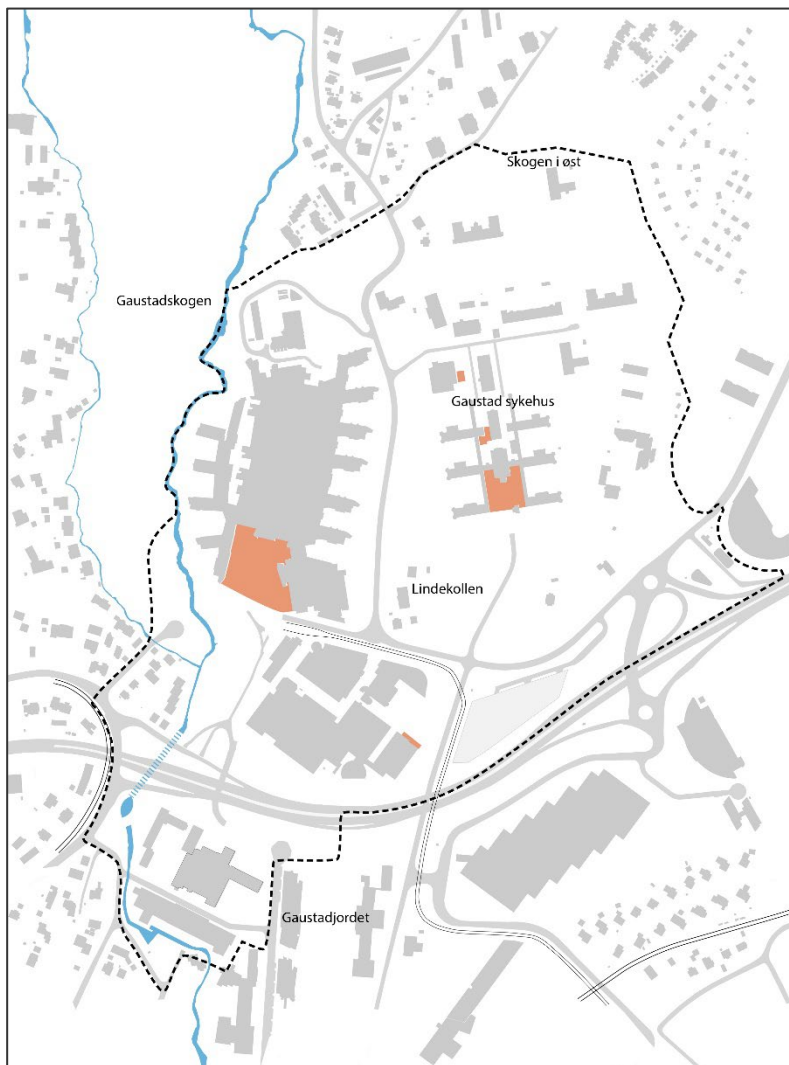 Skogen i øst
Gaustadskogen
Gaustad sykehus
Lindekollen
Gaustadjordet